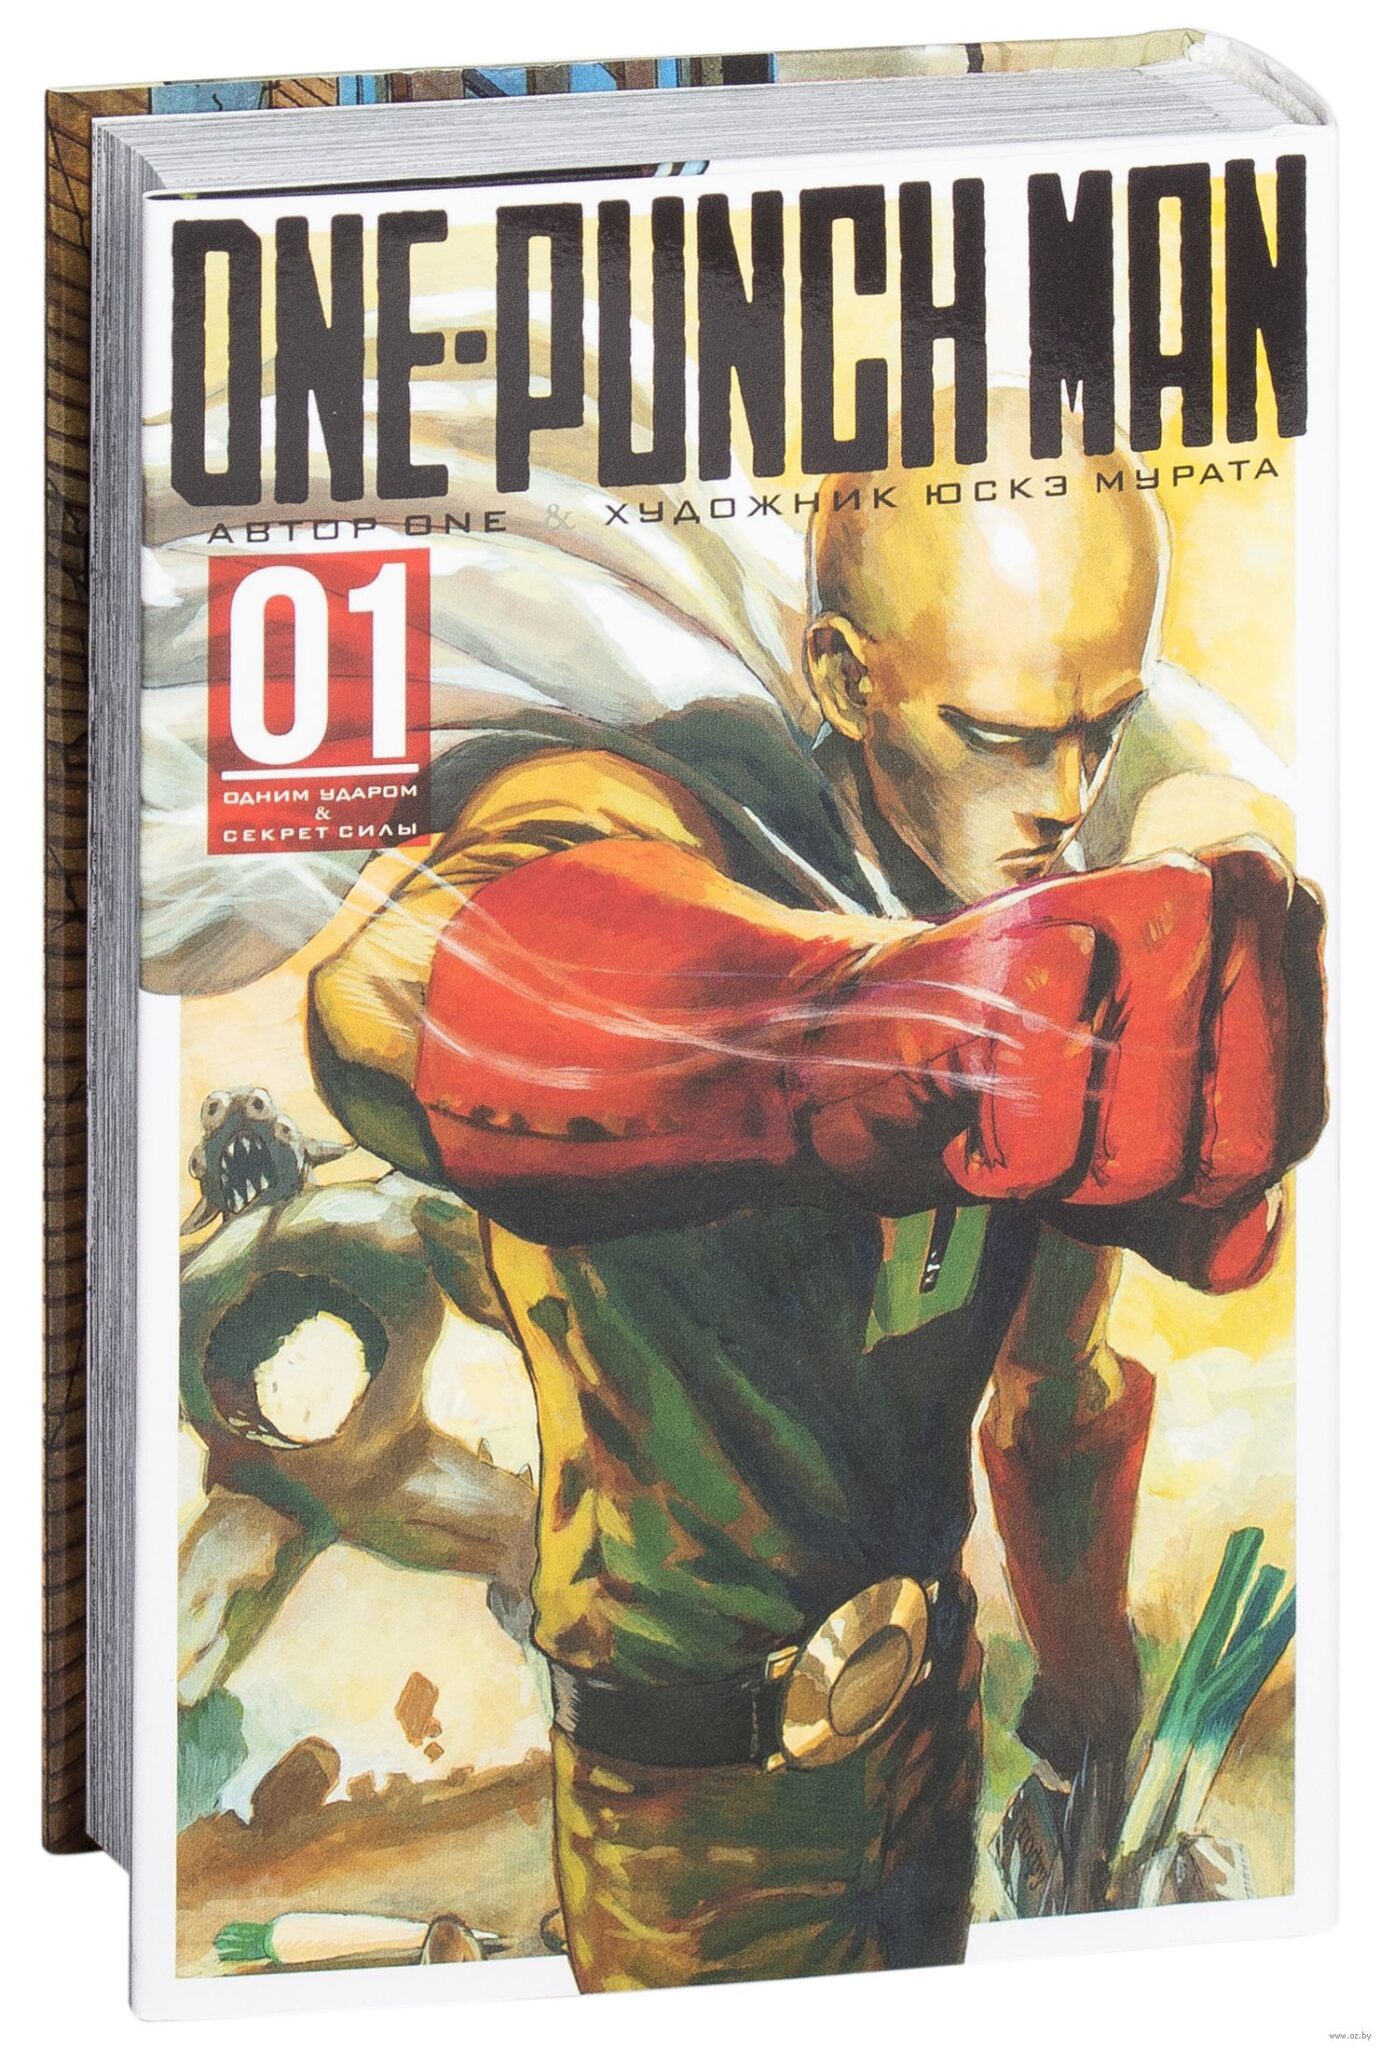 ONE-PUNCH MAN
АВТОР ONE & ХУДОЖНИК ЮСКЭ МУРАТА
01
ОДНИМ УДАРОМ
&
СЕКРЕТ СИЛЫ
www.oz.by